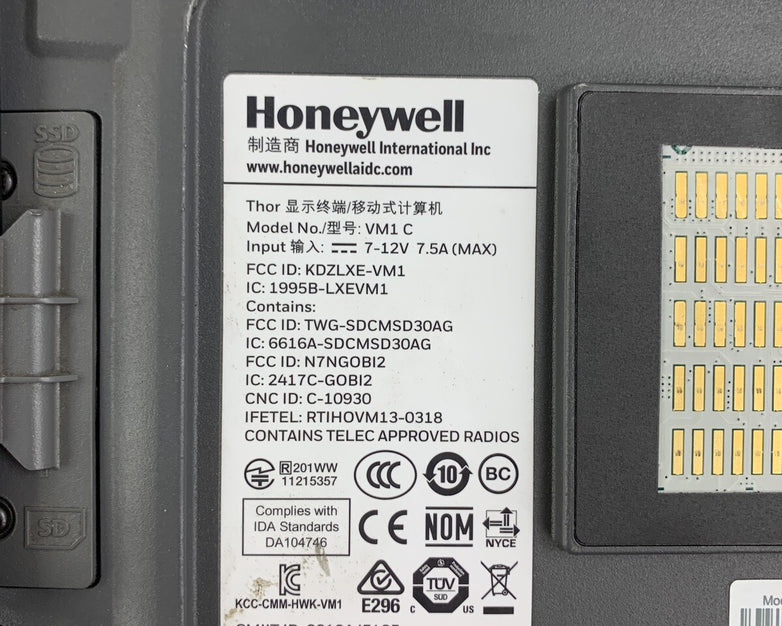 SSD
SD
Honeywell
制造商 Honeywell International Inc
www.honeywellaidc.com
Thor 显示终端/移动式计算机
Model No./型号: VM1 C
Input 输入: 7-12V 7.5A (MAX)
FCC ID: KDZLXE-VM1
IC: 1995B-LXEVM1
Contains:
FCC ID: TWG-SDCMSD30AG
IC: 6616A-SDCMSD30AG
FCC ID: N7NGOBI2
IC: 2417C-GOBI2
CNC ID: C-10930
IFETEL: RTIHOVM13-0318
CONTAINS TELEC APPROVED RADIOS
R 201WW
11215357
CCC
10
BC
Complies with
IDA Standards
DA104746
CE
NOM
NYCE
KCC-CMM-HWK-VM1
E296
C TÜV SÜD US